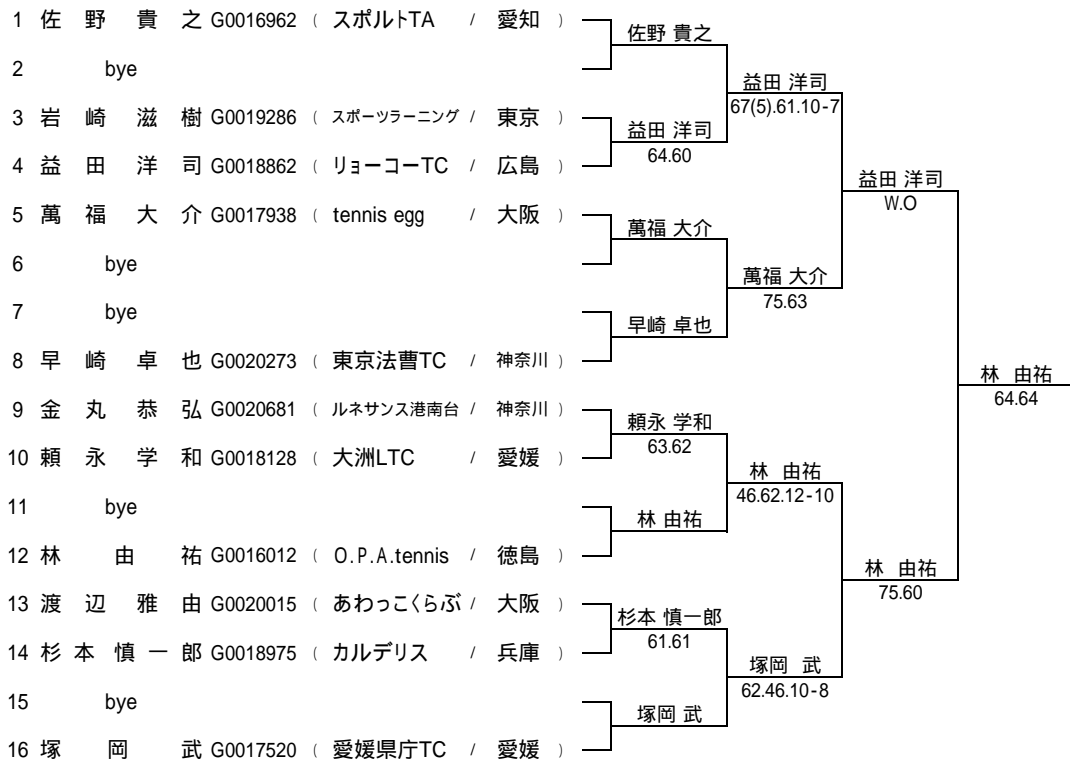 1 佐 野 貴 之 G0016962 ( スポルトTA / 愛知 )
佐野 貴之
2 bye
益田 洋司
67(5).61.10-7
3 岩 崎 滋 樹 G0019286 ( スポーツラーニング / 東京 )
益田 洋司
64.60
4 益 田 洋 司 G0018862 ( リョーコーTC / 広島 )
益田 洋司
W.O
5 萬 福 大 介 G0017938 ( tennis egg / 大阪 )
萬福 大介
6 bye
萬福 大介
75.63
7 bye
早崎 卓也
8 早 崎 卓 也 G0020273 ( 東京法曹TC / 神奈川 )
林 由祐
64.64
9 金 丸 恭 弘 G0020681 ( ルネサンス港南台 / 神奈川 )
頼永 学和
63.62
10 頼 永 学 和 G0018128 ( 大洲LTC / 愛媛 )
林 由祐
46.62.12-10
11 bye
林 由祐
12 林 由 祐 G0016012 ( O.P.A.tennis / 徳島 )
林 由祐
75.60
13 渡 辺 雅 由 G0020015 ( あわっこくらぶ / 大阪 )
杉本 慎一郎
61.61
14 杉 本 慎 一 郎 G0018975 ( カルデリス / 兵庫 )
塚岡 武
62.46.10-8
15 bye
塚岡 武
16 塚 岡 武 G0017520 ( 愛媛県庁TC / 愛媛 )